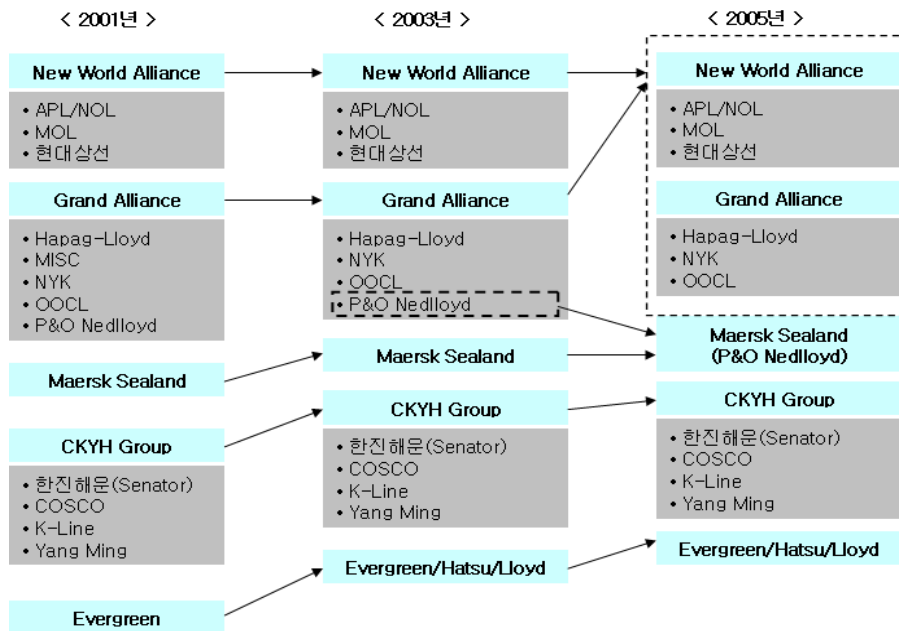 < 2001년 >
New World Alliance
• APL/NOL
• MOL
• 현대상선
Grand Alliance
• Hapag-Lloyd
• MISC
• NYK
• OOCL
• P&O Nedlloyd
Maersk Sealand
CKYH Group
• 한진해운(Senator)
• COSCO
• K-Line
• Yang Ming
Evergreen
< 2003년 >
New World Alliance
• APL/NOL
• MOL
• 현대상선
Grand Alliance
• Hapag-Lloyd
• NYK
• OOCL
• P&O Nedlloyd
Maersk Sealand
CKYH Group
• 한진해운(Senator)
• COSCO
• K-Line
• Yang Ming
Evergreen/Hatsu/Lloyd
< 2005년 >
New World Alliance
• APL/NOL
• MOL
• 현대상선
Grand Alliance
• Hapag-Lloyd
• NYK
• OOCL
Maersk Sealand
(P&O Nedlloyd)
CKYH Group
• 한진해운(Senator)
• COSCO
• K-Line
• Yang Ming
Evergreen/Hatsu/Lloyd